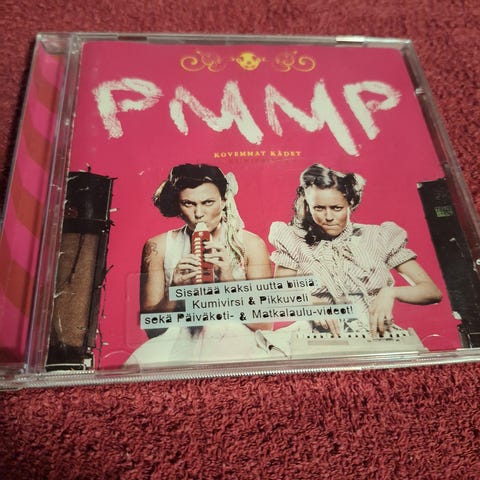 PMMP
KOVEMMAT KÄDET
Sisältää kaksi uutta biisiä:
Kumivirsi & Pikkuveli
sekä Päiväkoti- & Matkalaulu-videot!